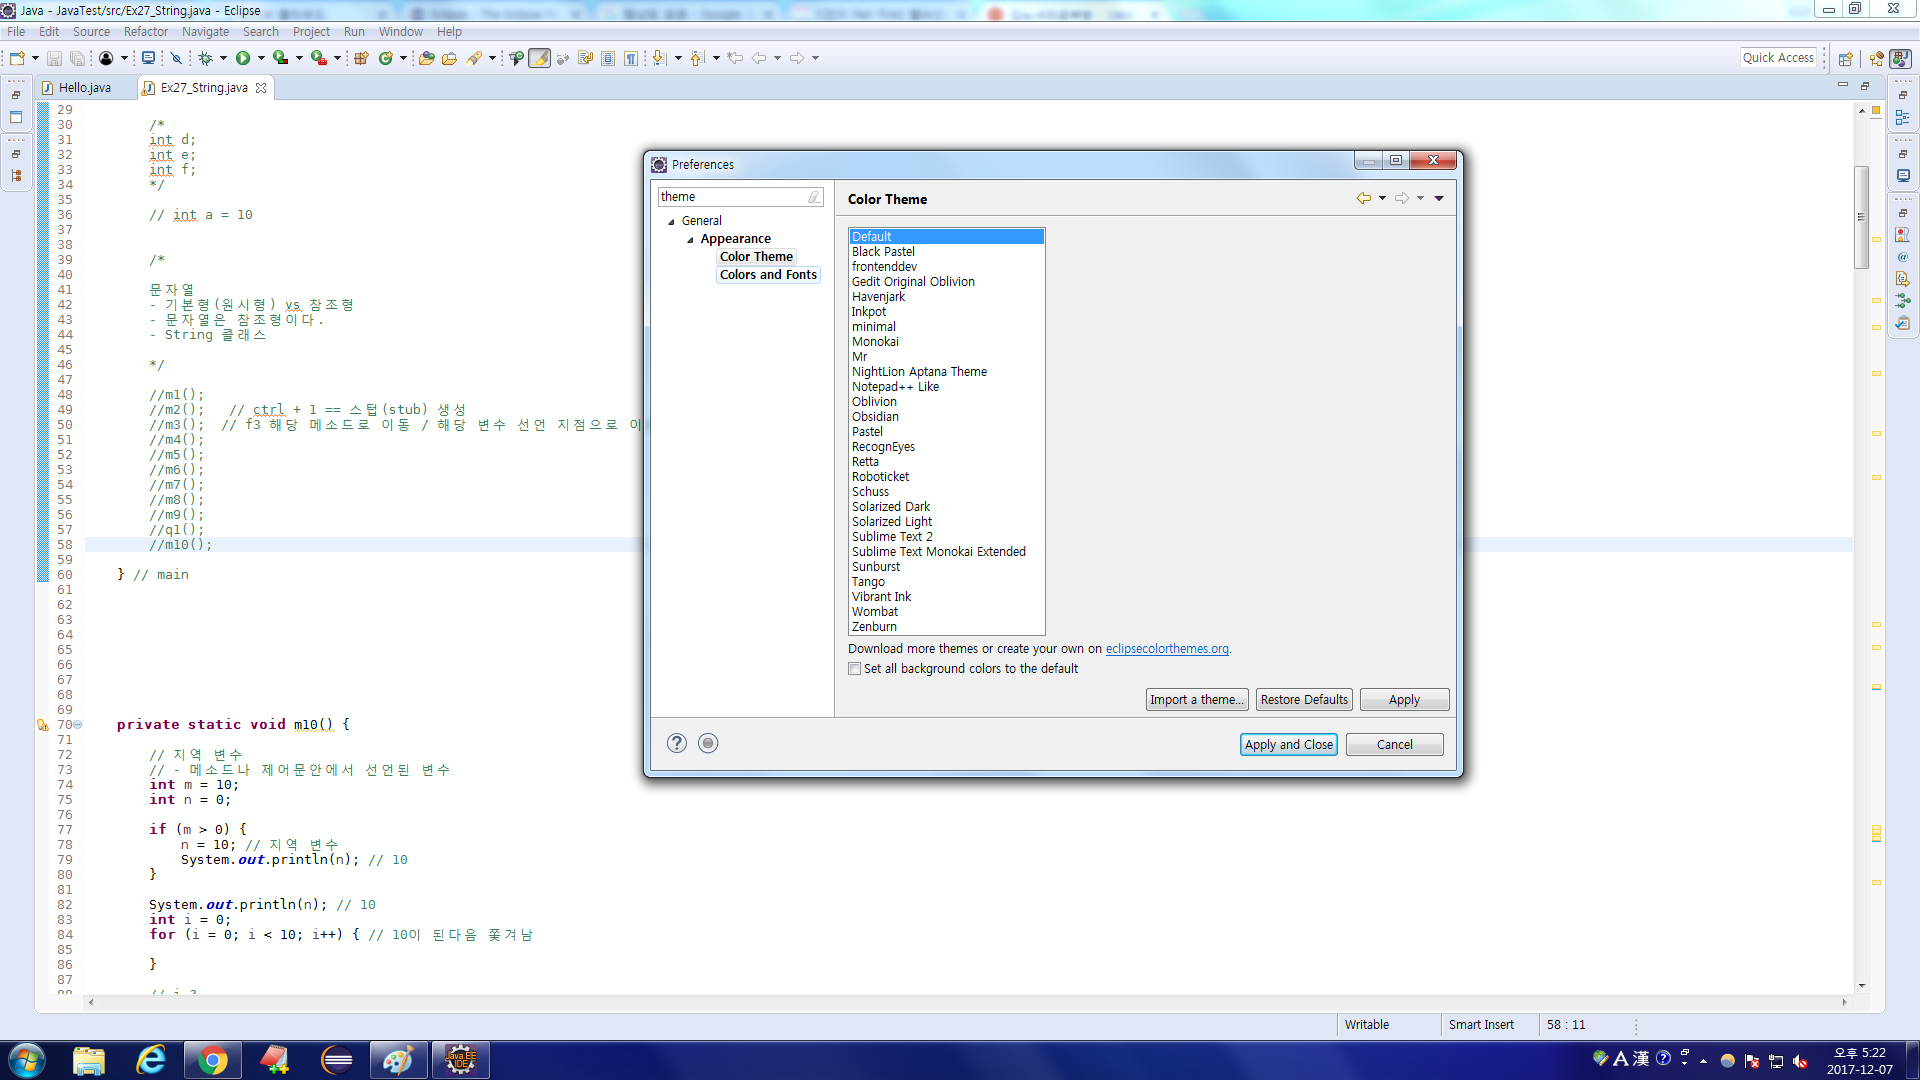 Java - JavaTest/src/Ex27_String.java - Eclipse
File Edit Source Refactor Navigate Search Project Run Window Help
Quick Access
Hello.java
Ex27_String.java
29
30 /*
31 int d;
32 int e;
33 int f;
34 */
35
36 // int a = 10
37
38
39 /*
40
41 문자열
42 - 기본형(원시형) vs 참조형
43 - 문자열은 참조형이다.
44 - String 클래스
45
46 */
47
48 //m1();
49 //m2(); // ctrl + 1 == 스텁(stub) 생성
50 //m3(); // f3 해당 메소드로 이동 / 해당 변수 선언 지점으로 이
51 //m4();
52 //m5();
53 //m6();
54 //m7();
55 //m8();
56 //m9();
57 //q1();
58 //m10();
59
60 } // main
61
62
63
64
65
66
67
68
69
70 private static void m10() {
71
72 // 지역 변수
73 // - 메소드나 제어문안에서 선언된 변수
74 int m = 10;
75 int n = 0;
76
77 if (m > 0) {
78 n = 10; // 지역 변수
79 System.out.println(n); // 10
80 }
81
82 System.out.println(n); // 10
83 int i = 0;
84 for (i = 0; i < 10; i++) { // 10이 된다음 쫓겨남
85
86 }
87
Preferences
theme
General
Appearance
Color Theme
Colors and Fonts
Color Theme
Default
Black Pastel
frontenddev
Gedit Original Oblivion
Havenjark
Inkpot
minimal
Monokai
Mr
NightLion Aptana Theme
Notepad++ Like
Oblivion
Obsidian
Pastel
RecognEyes
Retta
Roboticket
Schuss
Solarized Dark
Solarized Light
Sublime Text 2
Sublime Text Monokai Extended
Sunburst
Tango
Vibrant Ink
Wombat
Zenburn
Download more themes or create your own on eclipsecolorthemes.org.
Set all background colors to the default
Import a theme... Restore Defaults Apply
Apply and Close Cancel
Writable Smart Insert 58 : 11
Java EE
IDE
A 漢
오후 5:22
2017-12-07